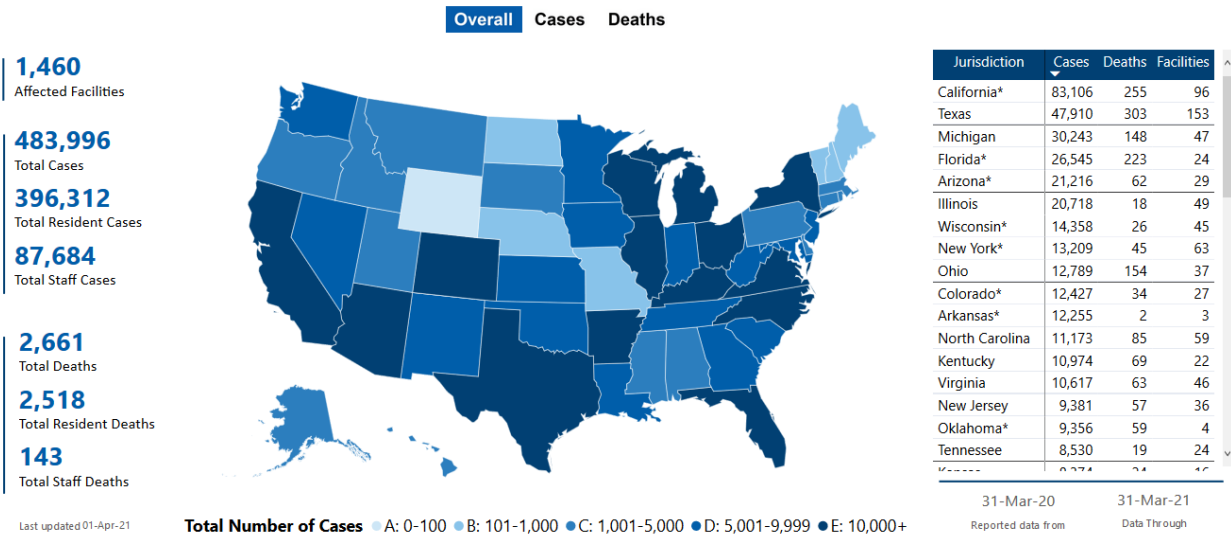 Overall Cases Deaths
1,460
Affected Facilities
483,996
Total Cases
396,312
Total Resident Cases
87,684
Total Staff Cases
2,661
Total Deaths
2,518
Total Resident Deaths
143
Total Staff Deaths
Last updated 01-Apr-21
Total Number of Cases A: 0-100 B: 101-1,000 C: 1,001-5,000 D: 5,001-9,999 E: 10,000+
Jurisdiction Cases Deaths Facilities
California* 83,106 255 96
Texas 47,910 303 153
Michigan 30,243 148 47
Florida* 26,545 223 24
Arizona* 21,216 62 29
Illinois 20,718 18 49
Wisconsin* 14,358 26 45
New York* 13,209 45 63
Ohio 12,789 154 37
Colorado* 12,427 34 27
Arkansas* 12,255 2 3
North Carolina 11,173 85 59
Kentucky 10,974 69 22
Virginia 10,617 63 46
New Jersey 9,381 57 36
Oklahoma* 9,356 59 4
Tennessee 8,530 19 24
31-Mar-20 31-Mar-21
Reported data from Data Through